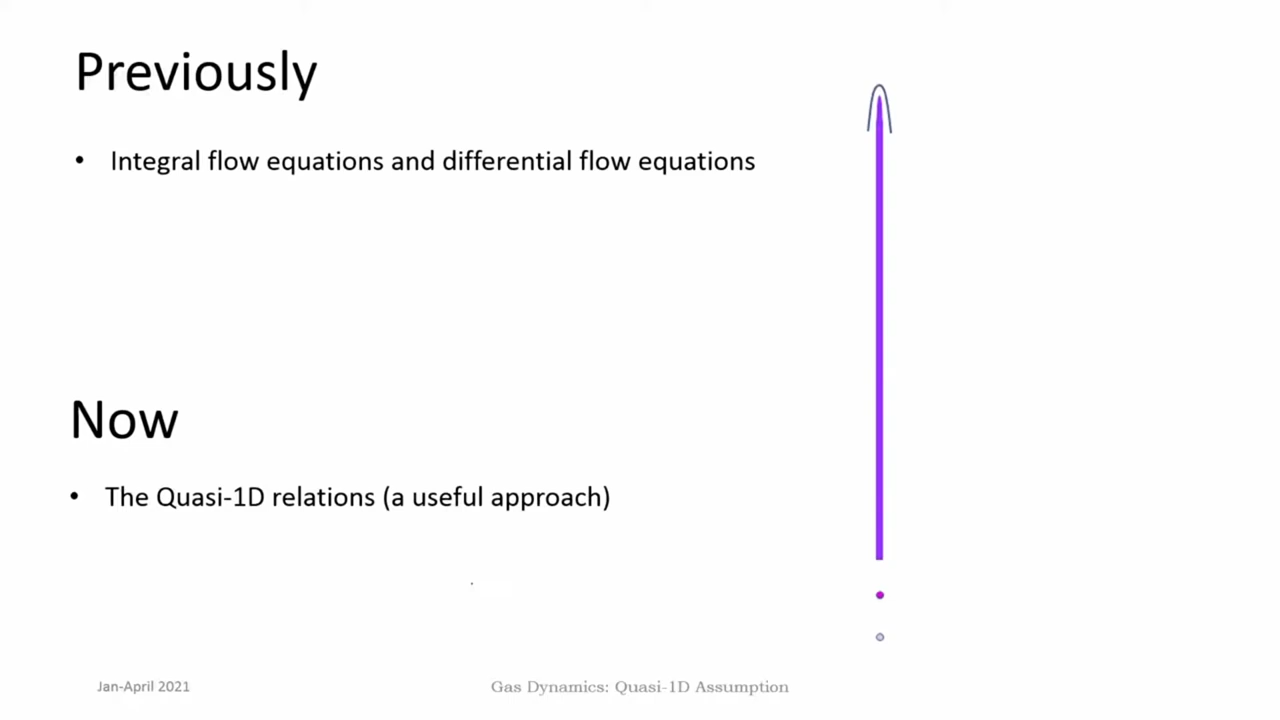 Previously
• Integral flow equations and differential flow equations
Now
• The Quasi-1D relations (a useful approach)
Jan-April 2021
Gas Dynamics: Quasi-1D Assumption